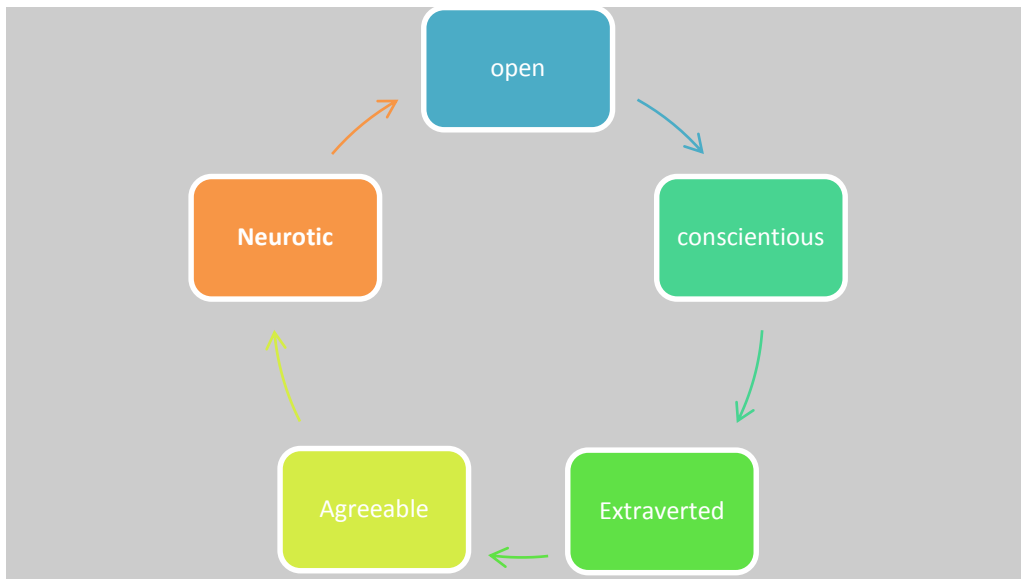 open
conscientious
Extraverted
Agreeable
Neurotic